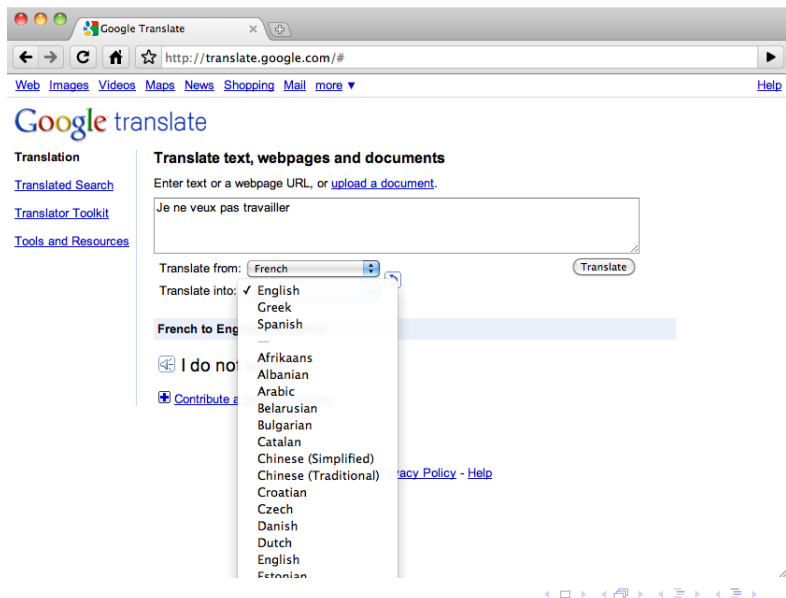 Google Translate
http://translate.google.com/#
Web Images Videos Maps News Shopping Mail more ▼ Help
Google translate
Translation
Translated Search
Translator Toolkit
Tools and Resources
Translate text, webpages and documents
Enter text or a webpage URL, or upload a document.
Je ne veux pas travailler
Translate from: French
Translate
Translate into: ✓ English
Greek
Spanish
—
Afrikaans
Albanian
Arabic
Belarusian
Bulgarian
Catalan
Chinese (Simplified)
Chinese (Traditional)
Croatian
Czech
Danish
Dutch
English
Estonian
French to Eng
I do not
Contribute a
vacy Policy - Help